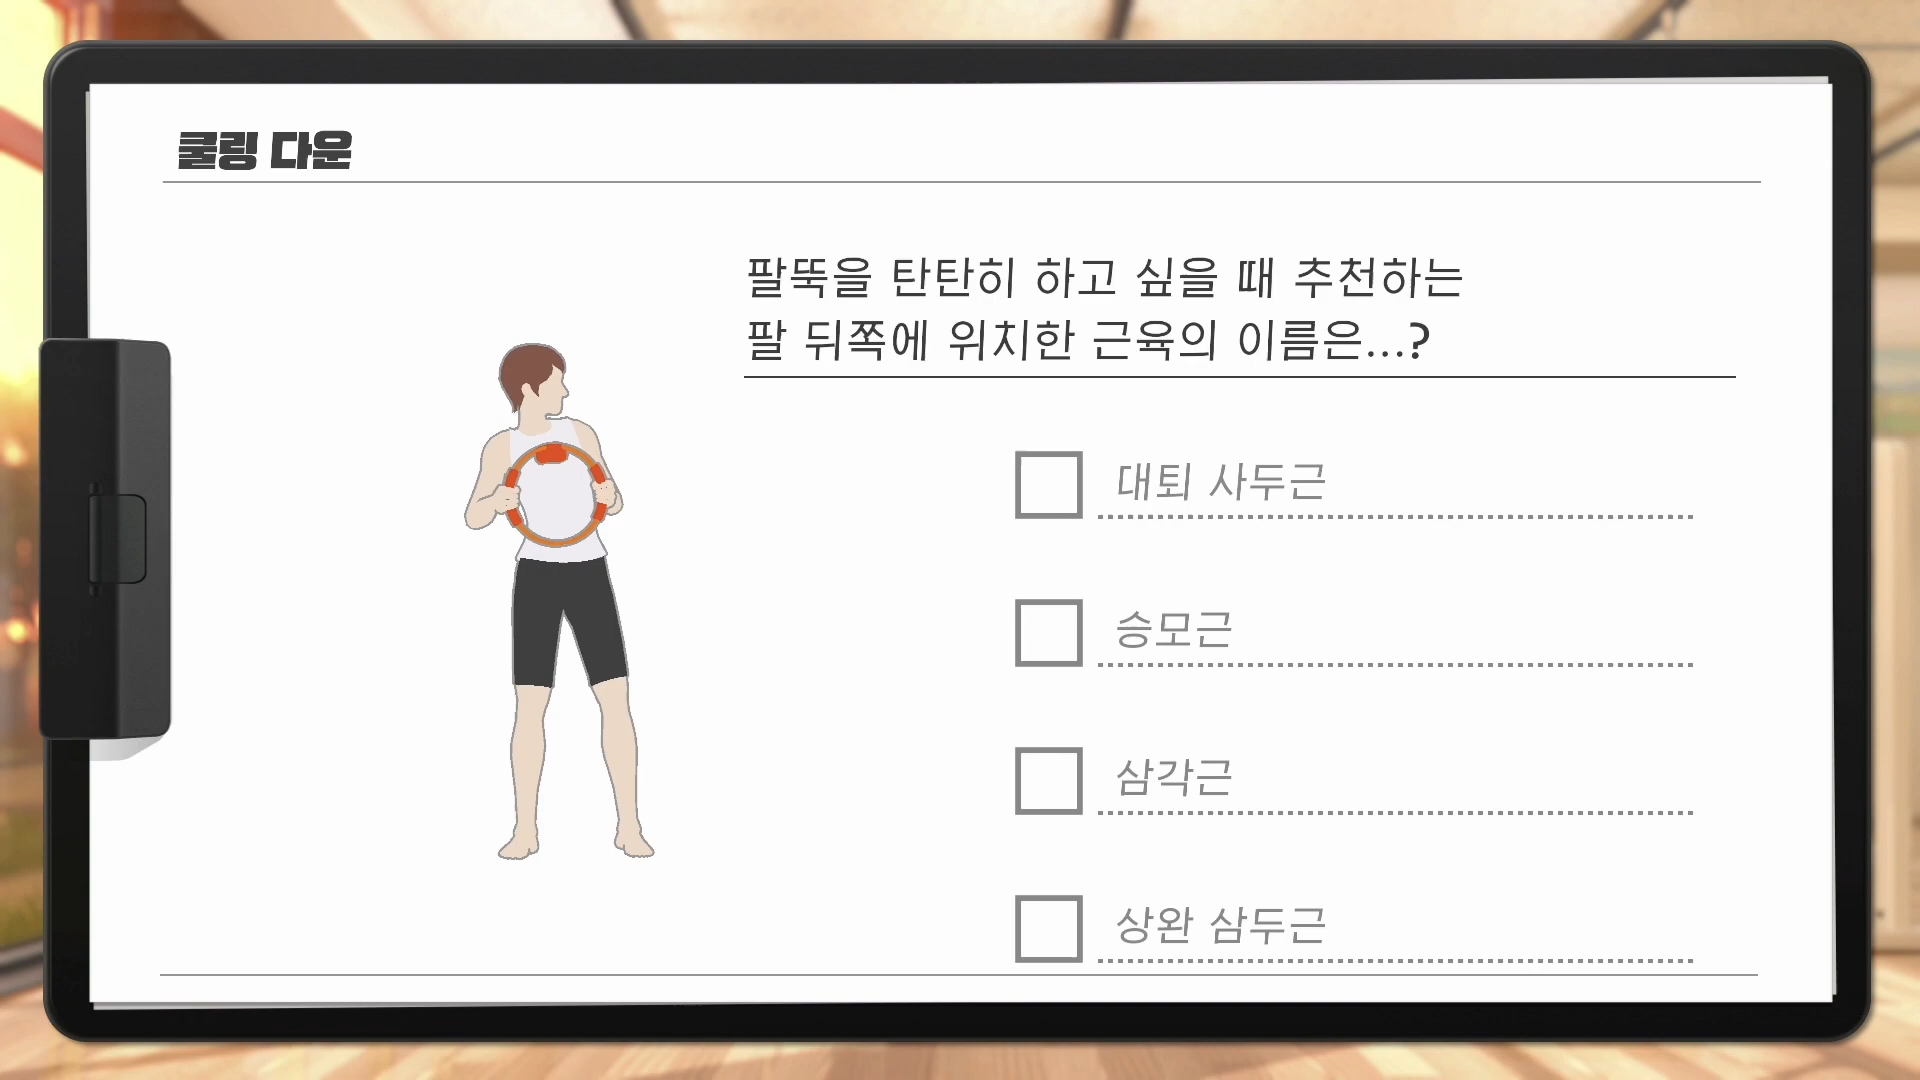 쿨링 다운
팔뚝을 탄탄히 하고 싶을 때 추천하는
팔 뒤쪽에 위치한 근육의 이름은...?
대퇴 사두근
승모근
삼각근
상완 삼두근